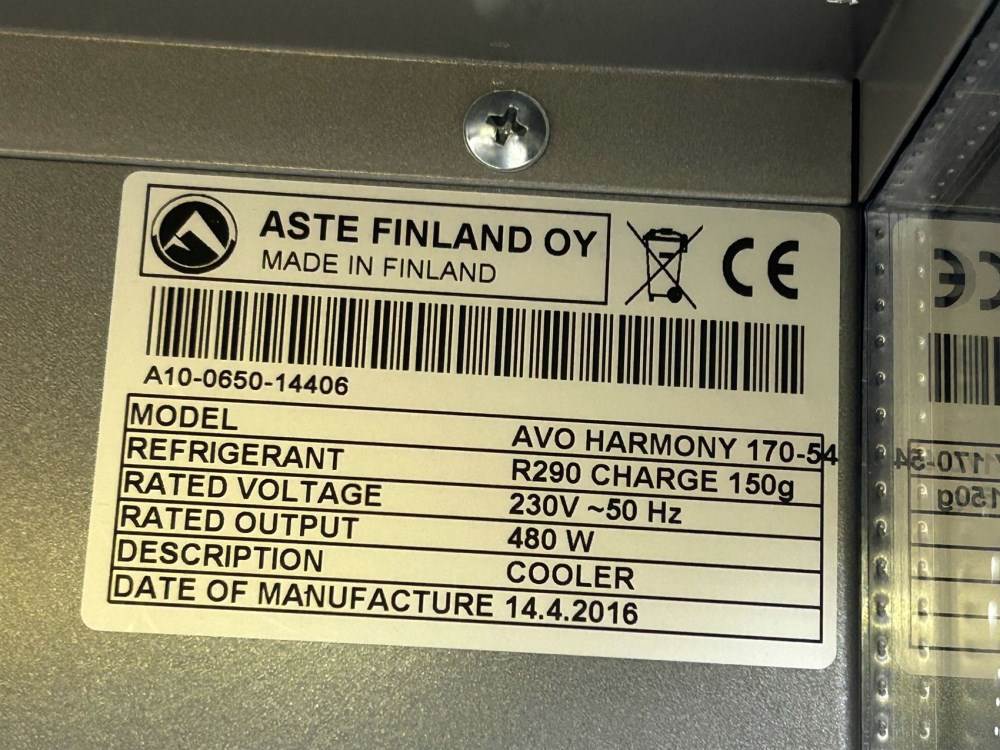 ASTE FINLAND OY
MADE IN FINLAND
CE
A10-0650-14406
MODEL AVO HARMONY 170-54
REFRIGERANT R290 CHARGE 150g
RATED VOLTAGE 230V ~50 Hz
RATED OUTPUT 480 W
DESCRIPTION COOLER
DATE OF MANUFACTURE 14.4.2016